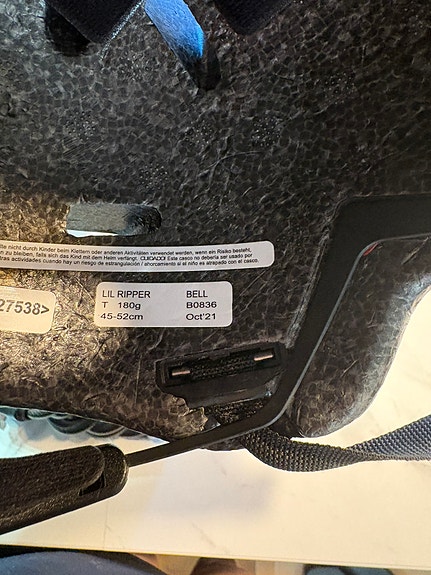 nicht durch Kinder beim Klettern oder anderen Aktivitäten verwendet werden, wenn ein Risiko besteht,
zu bleiben, falls sich das Kind mit dem Helm verfängt. CUIDADO! Este casco no debería ser usado por
tras actividades cuando hay un riesgo de estrangulación / ahorcamiento si el niño es atrapado con el casco.
LIL RIPPER BELL
T 180g B0836
27538> 45-52cm Oct'21